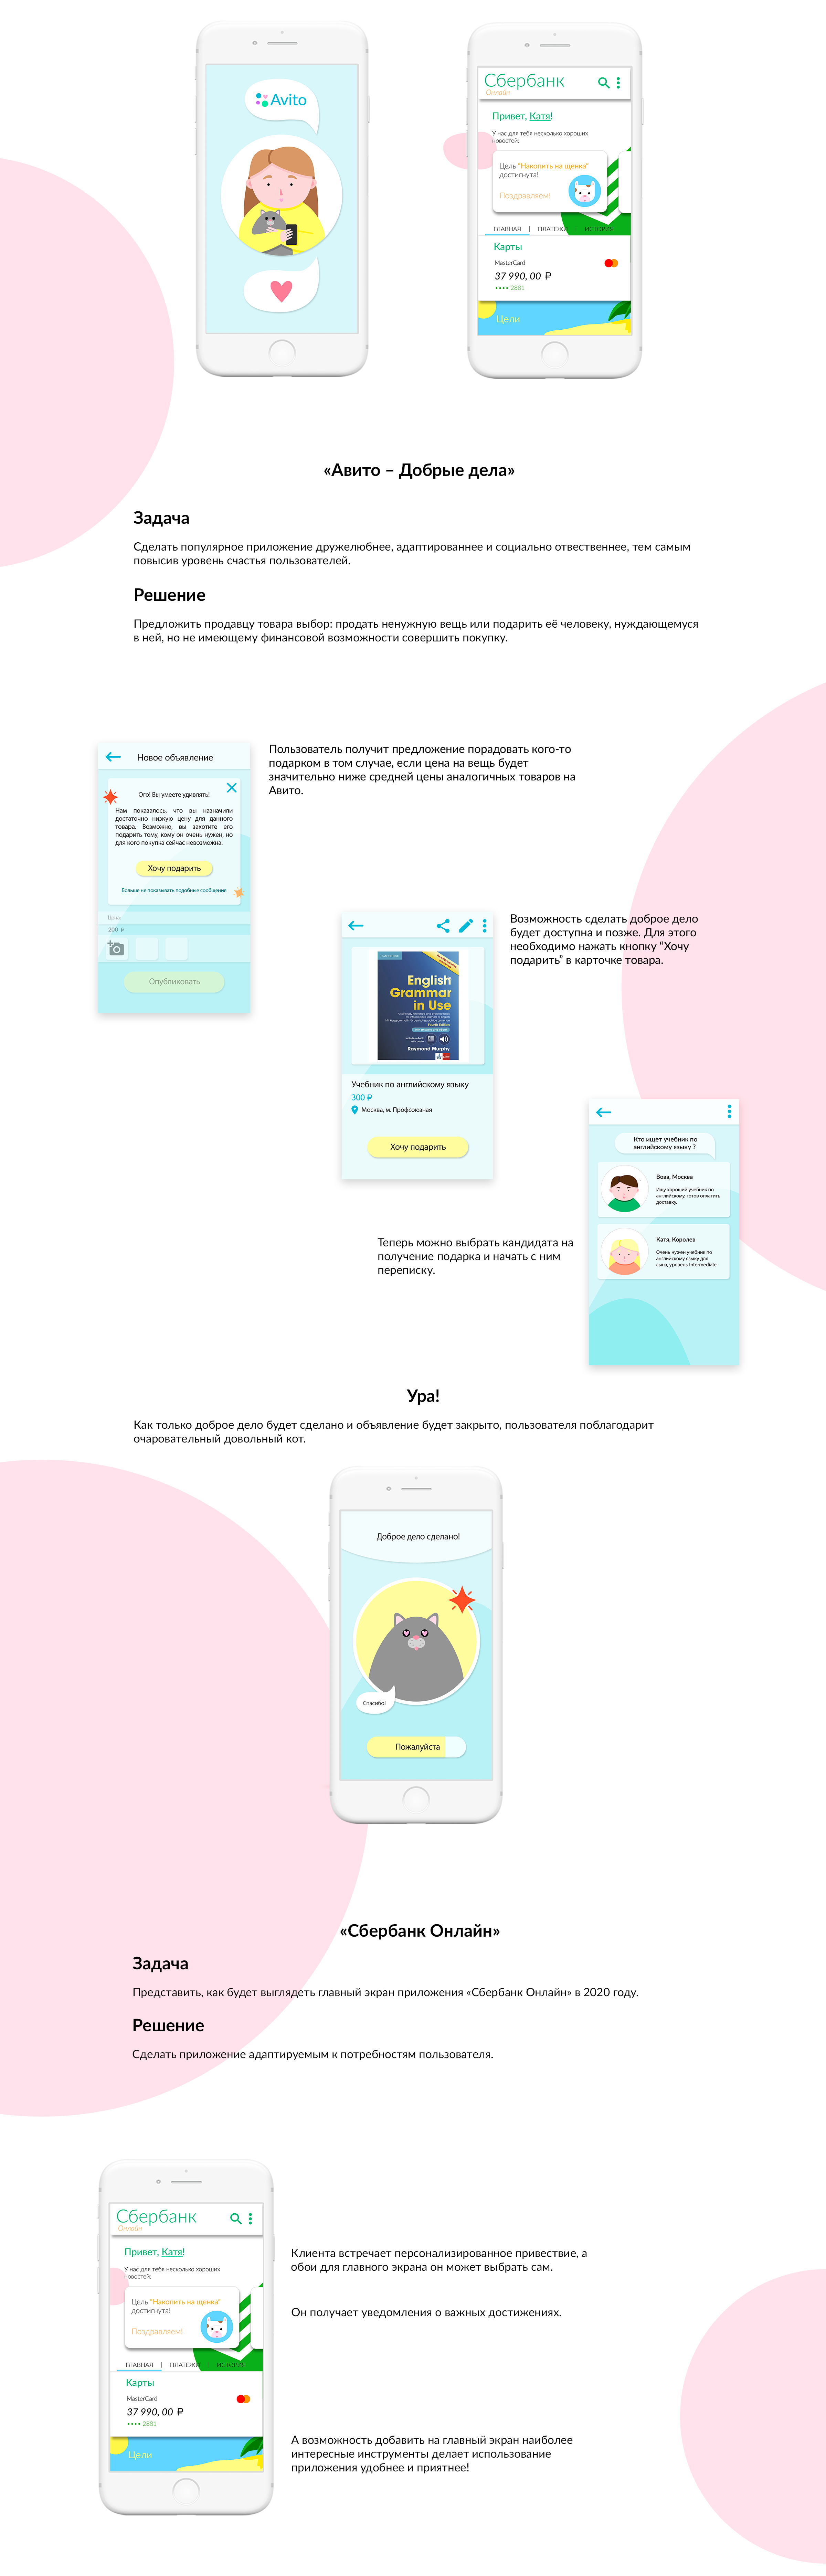 Avito
Сбербанк
Онлайн
Привет, Катя!
У нас для тебя несколько хороших
новостей:
Цель "Накопить на щенка"
достигнута!
Поздравляем!
ГЛАВНАЯ | ПЛАТЕЖИ | ИСТОРИЯ
Карты
MasterCard
37 990, 00 ₽
•••• 2881
Цели
«Авито – Добрые дела»
Задача
Сделать популярное приложение дружелюбнее, адаптированнее и социально отвественнее, тем самым
повысив уровень счастья пользователей.
Решение
Предложить продавцу товара выбор: продать ненужную вещь или подарить её человеку, нуждающемуся
в ней, но не имеющему финансовой возможности совершить покупку.
Новое объявление
Ого! Вы умеете удивлять!
Нам показалось, что вы назначили
достаточно низкую цену для данного
товара. Возможно, вы захотите его
подарить тому, кому он очень нужен, но
для кого покупка сейчас невозможна.
Хочу подарить
Больше не показывать подобные сообщения
Цена:
300 ₽
Опубликовать
Пользователь получит предложение порадовать кого-то
подарком в том случае, если цена на вещь будет
значительно ниже средней цены аналогичных товаров на
Авито.
English
Grammar
in Use
Fourth Edition
Raymond Murphy
Учебник по английскому языку
300 ₽
Москва, м. Профсоюзная
Хочу подарить
Возможность сделать доброе дело
будет доступна и позже. Для этого
необходимо нажать кнопку "Хочу
подарить" в карточке товара.
Кто ищет учебник по
английскому языку ?
Вова, Москва
Ищу хороший учебник по
английскому, готов оплатить
доставку.
Катя, Королев
Очень нужен учебник по
английскому языку для
сына, уровень Intermediate.
Теперь можно выбрать кандидата на
получение подарка и начать с ним
переписку.
Ура!
Как только доброе дело будет сделано и объявление будет закрыто, пользователя поблагодарит
очаровательный довольный кот.
Доброе дело сделано!
Спасибо!
Пожалуйста
«Сбербанк Онлайн»
Задача
Представить, как будет выглядеть главный экран приложения «Сбербанк Онлайн» в 2020 году.
Решение
Сделать приложение адаптируемым к потребностям пользователя.
Сбербанк
Онлайн
Привет, Катя!
У нас для тебя несколько хороших
новостей:
Цель "Накопить на щенка"
достигнута!
Поздравляем!
ГЛАВНАЯ | ПЛАТЕЖИ | ИСТОРИЯ
Карты
MasterCard
37 990, 00 ₽
•••• 2881
Цели
Клиента встречает персонализированное привествие, а
обои для главного экрана он может выбрать сам.
Он получает уведомления о важных достижениях.
А возможность добавить на главный экран наиболее
интересные инструменты делает использование
приложения удобнее и приятнее!